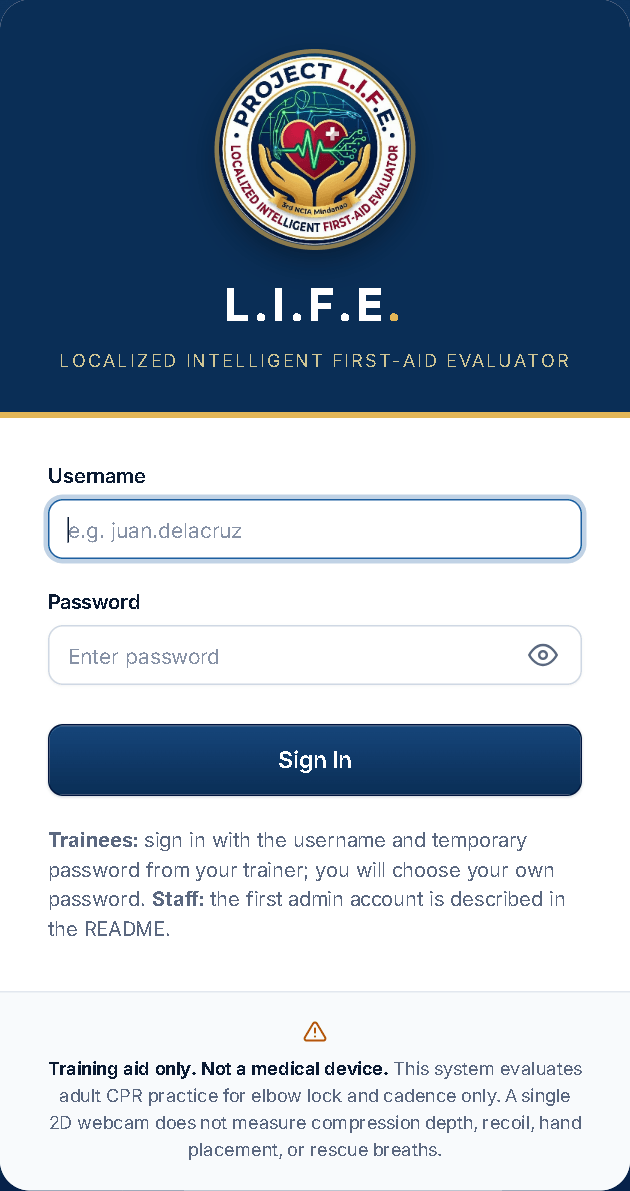 PROJECT L.I.F.E.
LOCALIZED INTELLIGENT FIRST-AID EVALUATOR
3rd NCIA Mindanao
L.I.F.E.
LOCALIZED INTELLIGENT FIRST-AID EVALUATOR
Username
e.g. juan.delacruz
Password
Enter password
Sign In
Trainees: sign in with the username and temporary
password from your trainer; you will choose your own
password. Staff: the first admin account is described in
the README.
Training aid only. Not a medical device. This system evaluates
adult CPR practice for elbow lock and cadence only. A single
2D webcam does not measure compression depth, recoil, hand
placement, or rescue breaths.